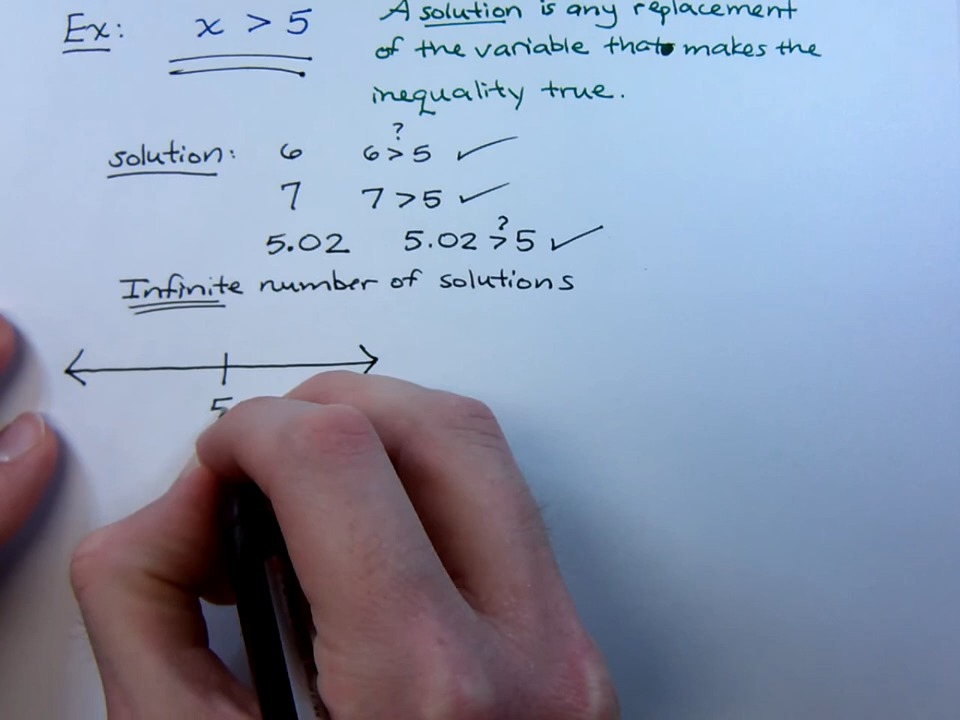 Ex: x > 5
A solution is any replacement
of the variable that makes the
inequality true.
solution: 6 6 ?> 5 ✓
7 7 > 5 ✓
5.02 5.02 ?> 5 ✓
Infinite number of solutions
5